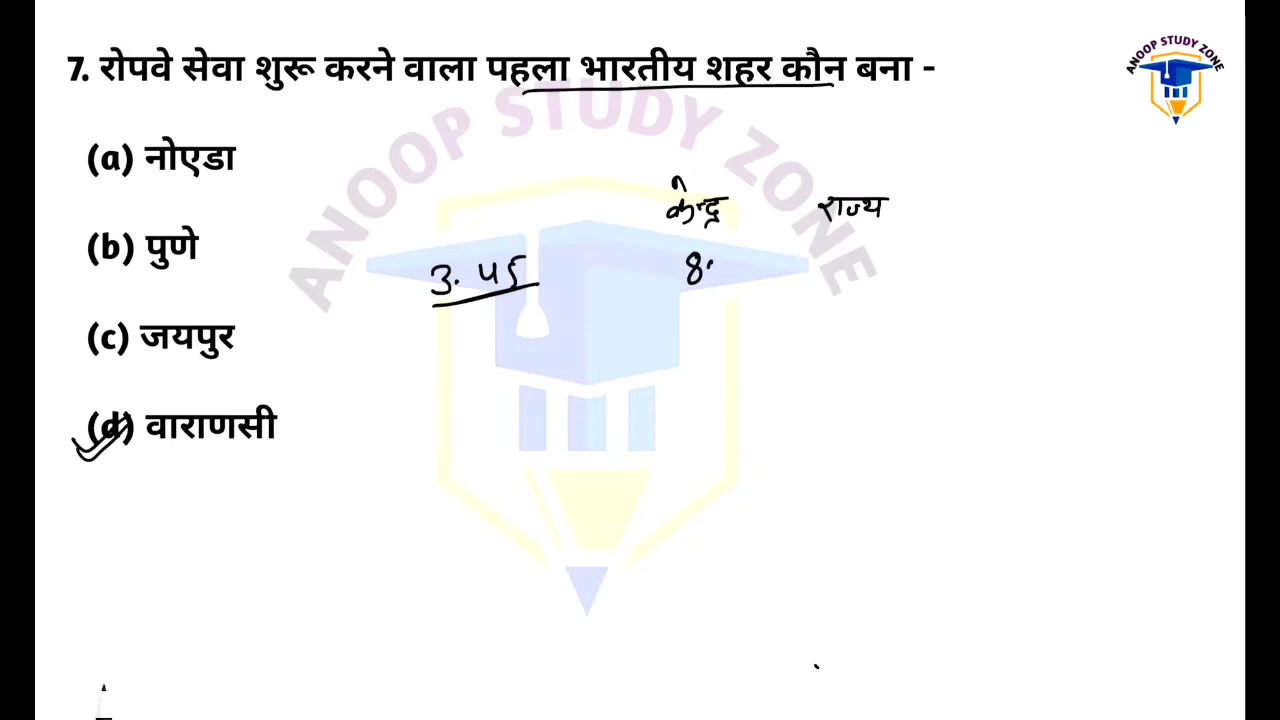 7. रोपवे सेवा शुरू करने वाला पहला भारतीय शहर कौन बना -
ANOOP STUDY ZONE
ANOOP STUDY ZONE
(a) नोएडा
केन्द्र राज्य
(b) पुणे
3. 45
8.
(c) जयपुर
(d) वाराणसी